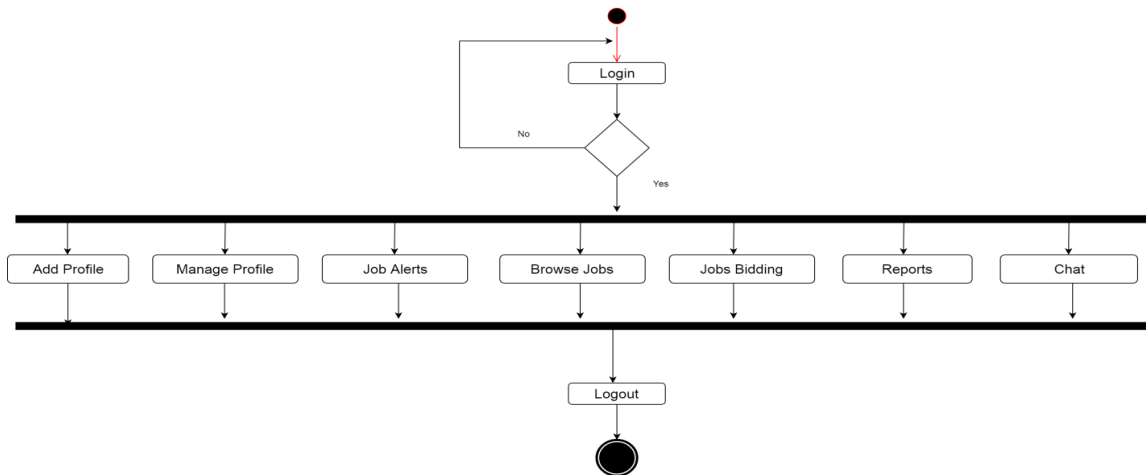 Login
No
Yes
Add Profile
Manage Profile
Job Alerts
Browse Jobs
Jobs Bidding
Reports
Chat
Logout